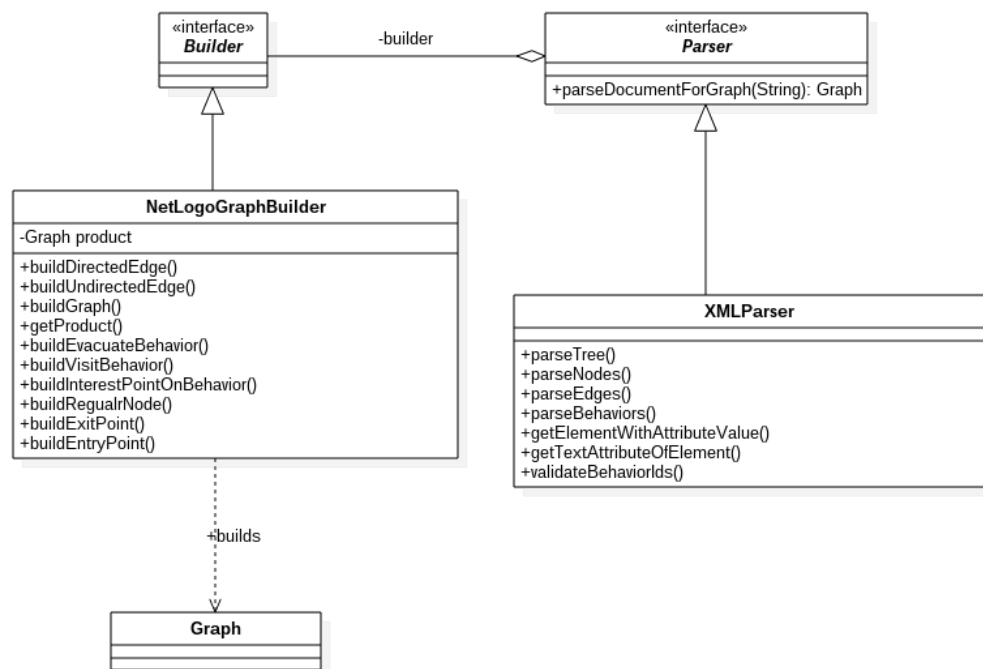 «interface»
Builder
-builder
«interface»
Parser
+parseDocumentForGraph(String): Graph
NetLogoGraphBuilder
-Graph product
+buildDirectedEdge()
+buildUndirectedEdge()
+buildGraph()
+getProduct()
+buildEvacuateBehavior()
+buildVisitBehavior()
+buildInterestPointOnBehavior()
+buildRegualrNode()
+buildExitPoint()
+buildEntryPoint()
XMLParser
+parseTree()
+parseNodes()
+parseEdges()
+parseBehaviors()
+getElementWithAttributeValue()
+getTextAttributeOfElement()
+validateBehaviorIds()
+builds
Graph